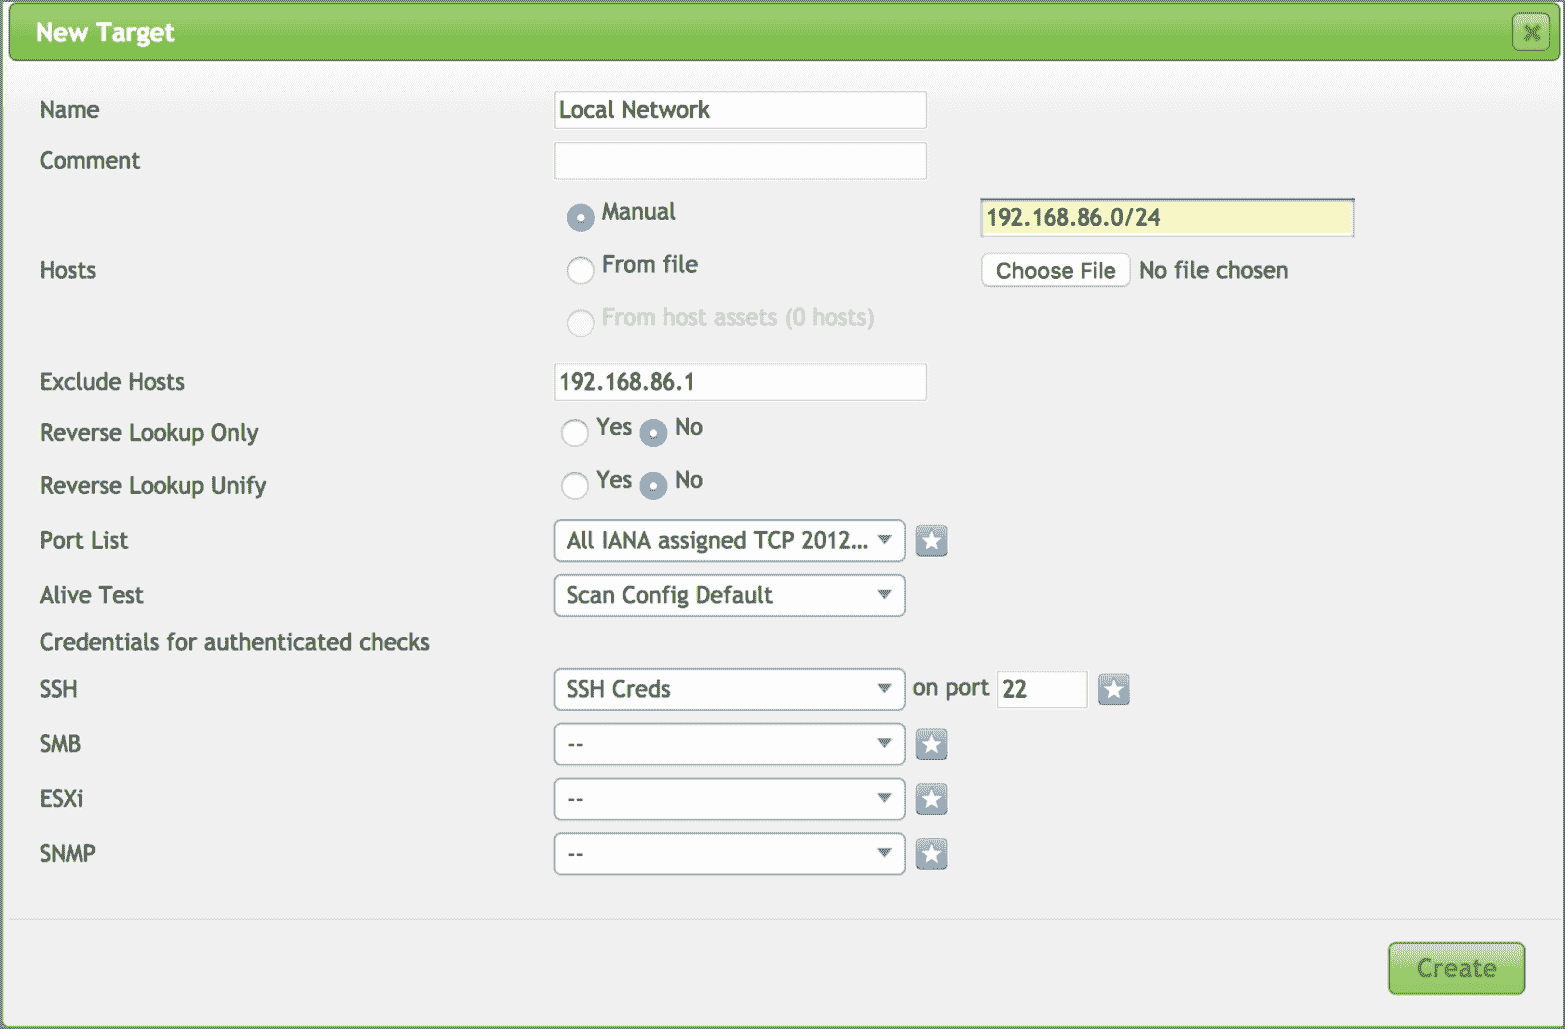 New Target
Name Local Network
Comment
Manual 192.168.86.0/24
Hosts From file Choose File No file chosen
From host assets (0 hosts)
Exclude Hosts 192.168.86.1
Reverse Lookup Only Yes No
Reverse Lookup Unify Yes No
Port List All IANA assigned TCP 2012...
Alive Test Scan Config Default
Credentials for authenticated checks
SSH SSH Creds on port 22
SMB --
ESXi --
SNMP --
Create